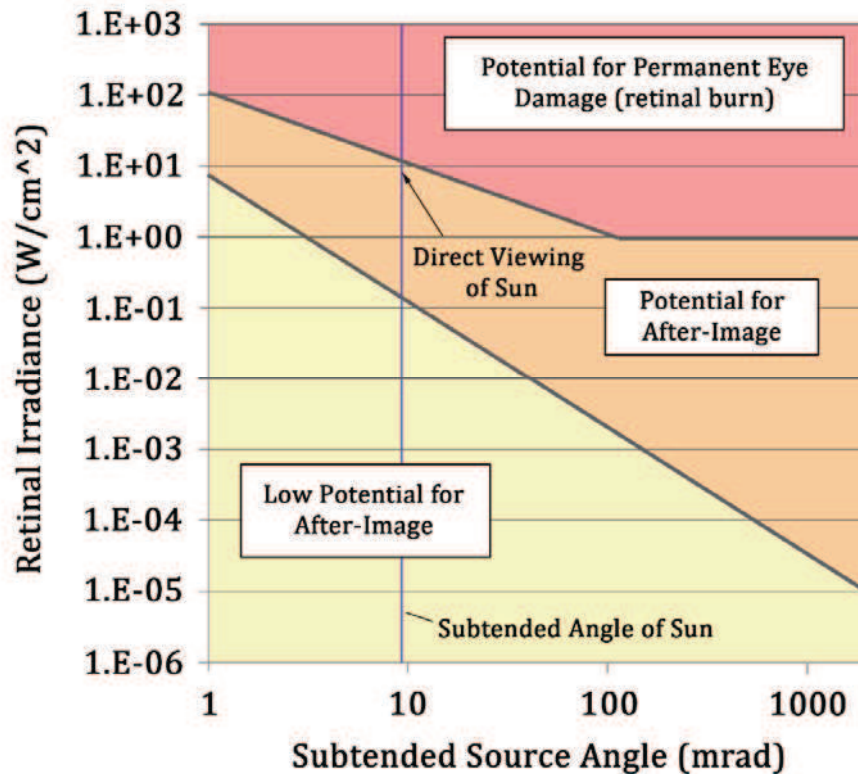 Retinal Irradiance (W/cm^2)
1.E+03
1.E+02
1.E+01
1.E+00
1.E-01
1.E-02
1.E-03
1.E-04
1.E-05
1.E-06
Potential for Permanent Eye
Damage (retinal burn)
Direct Viewing
of Sun
Potential for
After-Image
Low Potential for
After-Image
Subtended Angle of Sun
1
10
100
1000
Subtended Source Angle (mrad)